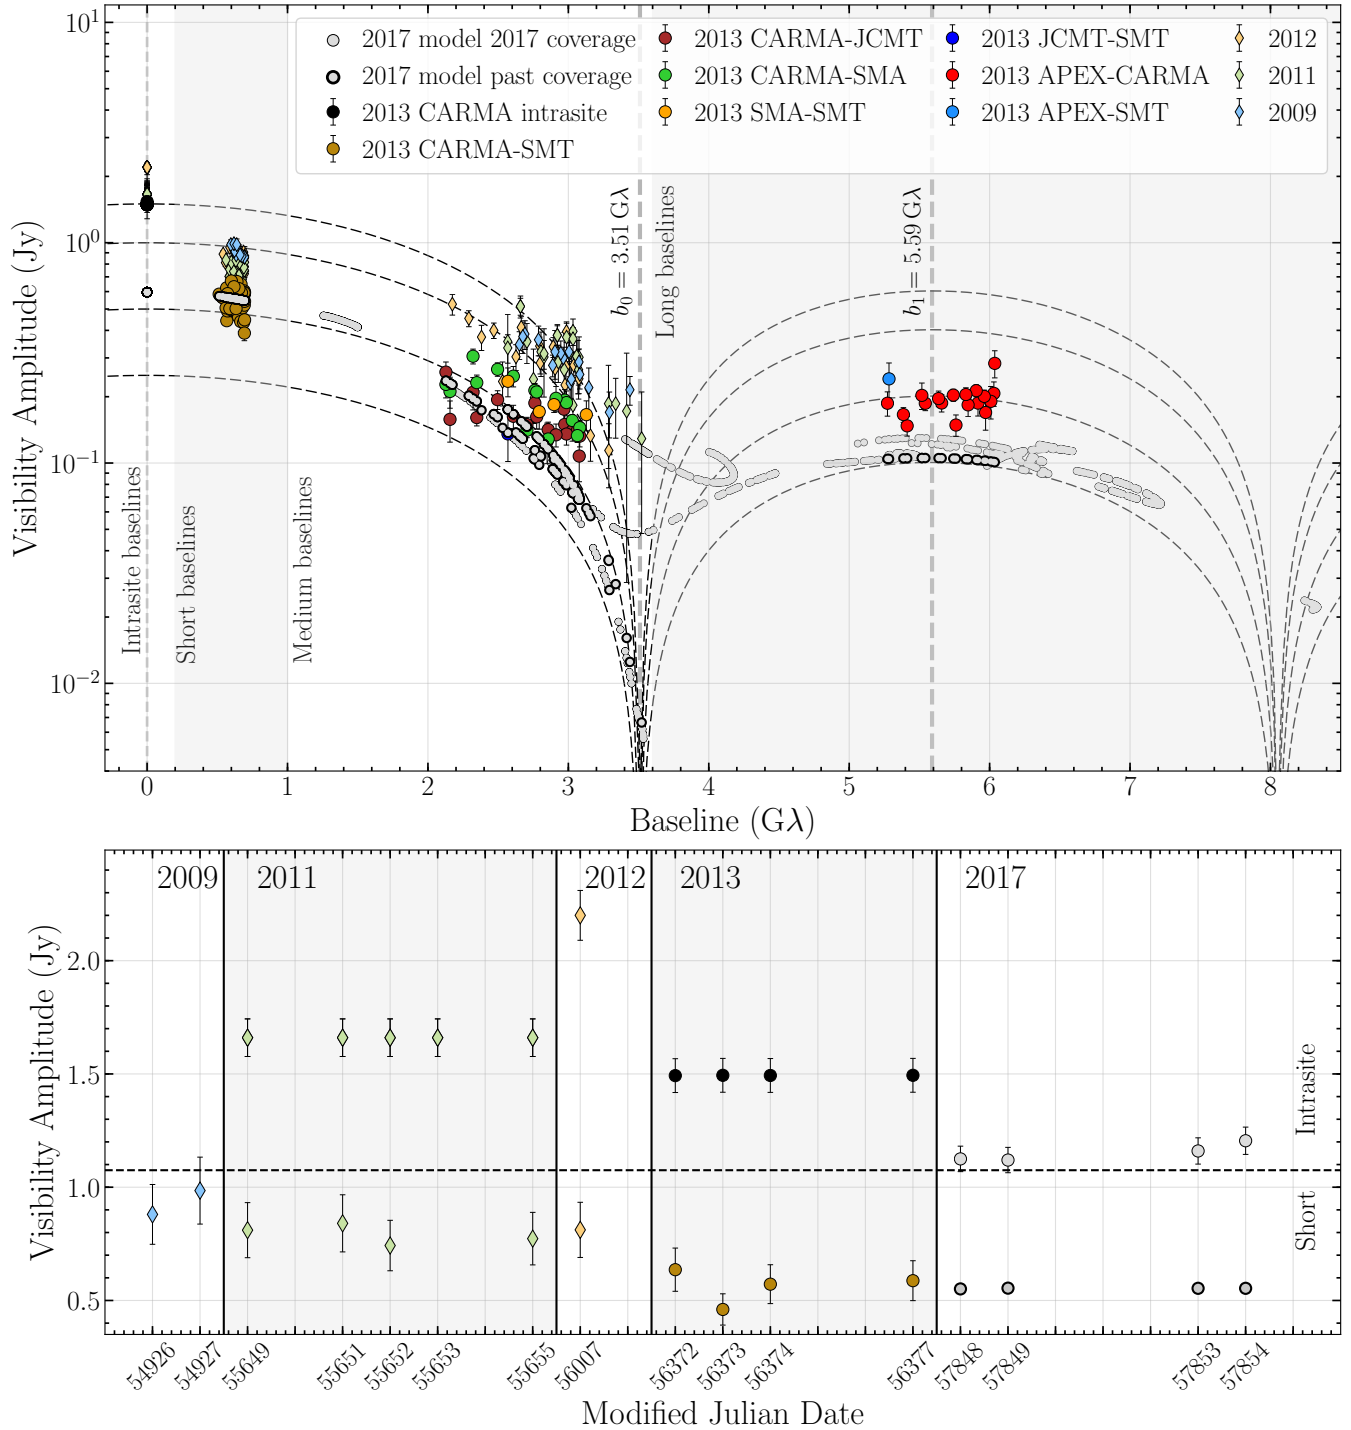 10^1
10^0
10^{-1}
10^{-2}
Visibility Amplitude (Jy)
2017 model 2017 coverage
2017 model past coverage
2013 CARMA intrasite
2013 CARMA-SMT
2013 CARMA-JCMT
2013 CARMA-SMA
2013 SMA-SMT
2013 JCMT-SMT
2013 APEX-CARMA
2013 APEX-SMT
2012
2011
2009
Intrasite baselines
Short baselines
Medium baselines
b_0 = 3.51 Gλ
Long baselines
b_1 = 5.59 Gλ
0 1 2 3 4 5 6 7 8
Baseline (Gλ)
2009 2011 2012 2013 2017
2.0
1.5
1.0
0.5
Visibility Amplitude (Jy)
Intrasite
Short
54926 54927 55649 55651 55652 55653 55655 56007 56372 56373 56374 56377 57848 57849 57853 57854
Modified Julian Date